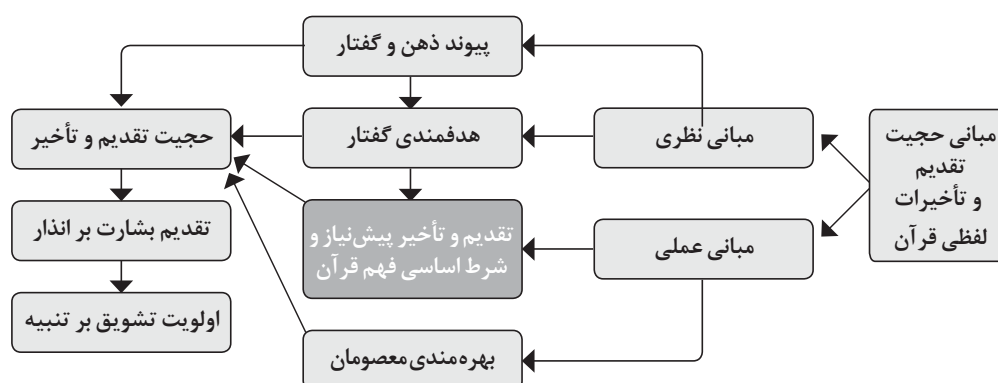 مبانی حجیت
تقدیم
و تأخیرات
لفظی قرآن
مبانی نظری
مبانی عملی
پیوند ذهن و گفتار
هدفمندی گفتار
تقدیم و تأخیر پیش‌نیاز و
شرط اساسی فهم قرآن
بهره‌مندی معصومان
حجیت تقدیم و تأخیر
تقدیم بشارت بر انذار
اولویت تشویق بر تنبیه